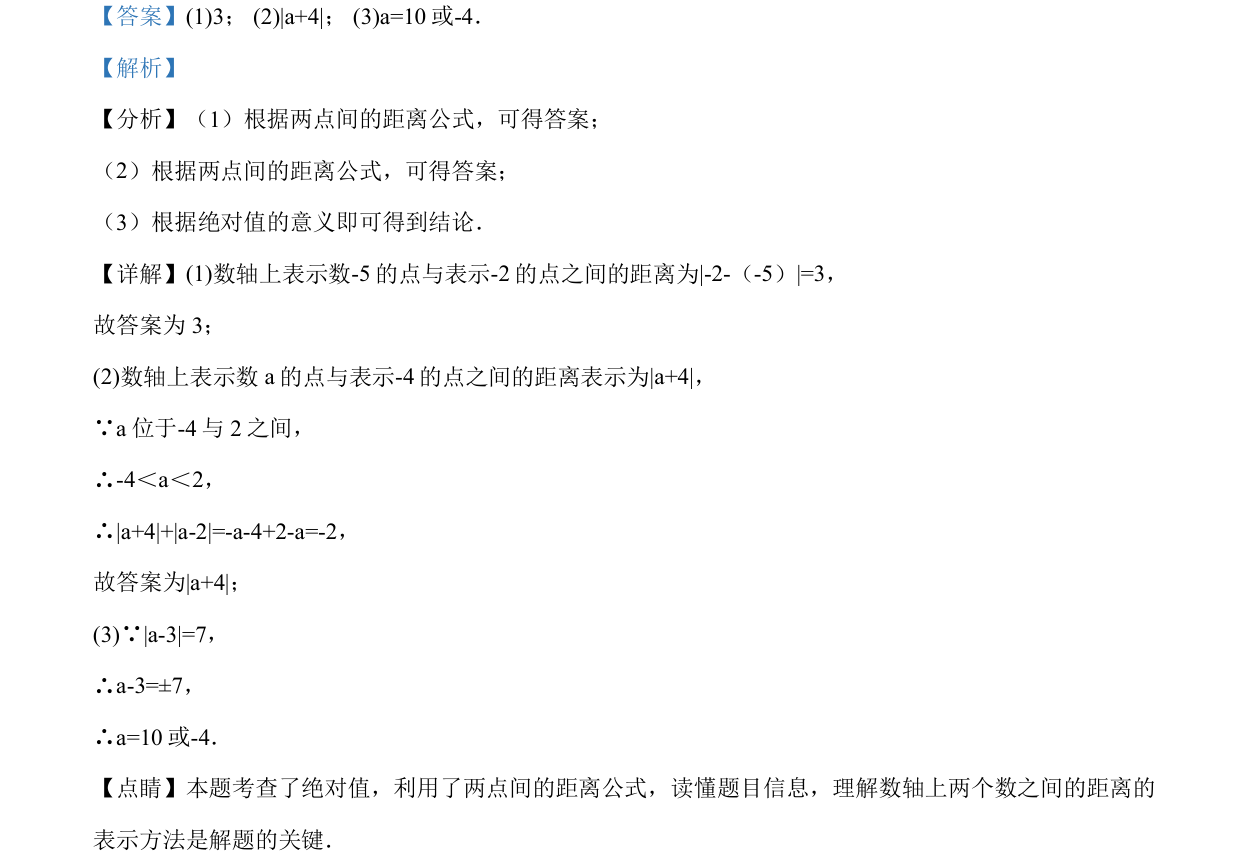 【答案】(1)3； (2)|a+4|； (3)a=10 或-4．
【解析】
【分析】（1）根据两点间的距离公式，可得答案；
（2）根据两点间的距离公式，可得答案；
（3）根据绝对值的意义即可得到结论．
【详解】(1)数轴上表示数-5 的点与表示-2 的点之间的距离为|-2-（-5）|=3，
故答案为 3；
(2)数轴上表示数 a 的点与表示-4 的点之间的距离表示为|a+4|，
∵a 位于-4 与 2 之间，
∴-4＜a＜2，
∴|a+4|+|a-2|=-a-4+2-a=-2，
故答案为|a+4|；
(3)∵|a-3|=7，
∴a-3=±7，
∴a=10 或-4．
【点睛】本题考查了绝对值，利用了两点间的距离公式，读懂题目信息，理解数轴上两个数之间的距离的
表示方法是解题的关键．